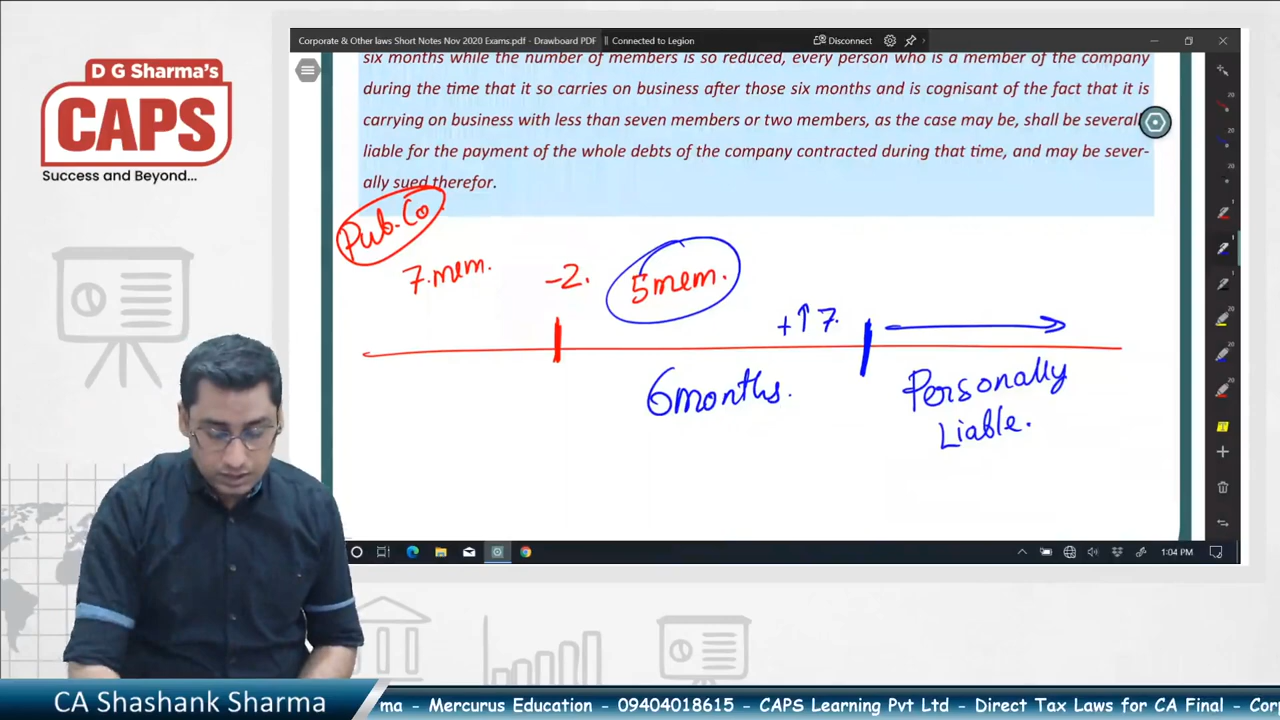 D G Sharma's
CAPS
Success and Beyond...
Corporate & Other laws Short Notes Nov 2020 Exams.pdf - Drawboard PDF
Connected to Legion
Disconnect
six months while the number of members is so reduced, every person who is a member of the company
during the time that it so carries on business after those six months and is cognisant of the fact that it is
carrying on business with less than seven members or two members, as the case may be, shall be several
liable for the payment of the whole debts of the company contracted during that time, and may be sever-
ally sued therefor.
Pub. Co.
7.mem.
-2.
5mem.
+↑7.
6months.
Personally
Liable.
1:04 PM
CA Shashank Sharma
ma - Mercurus Education - 09404018615 - CAPS Learning Pvt Ltd - Direct Tax Laws for CA Final - Cor